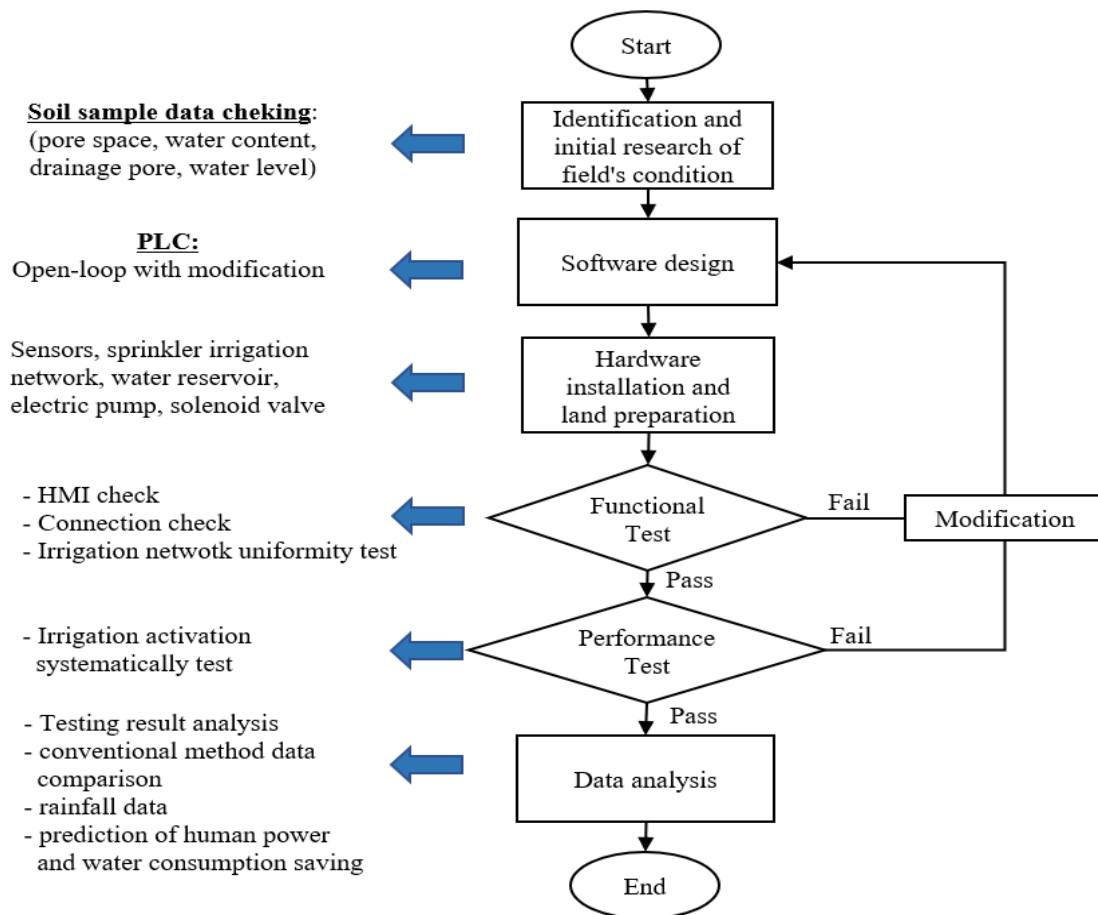 Start
Soil sample data cheking:
(pore space, water content,
drainage pore, water level)
Identification and
initial research of
field's condition
PLC:
Open-loop with modification
Software design
Sensors, sprinkler irrigation
network, water reservoir,
electric pump, solenoid valve
Hardware
installation and
land preparation
- HMI check
- Connection check
- Irrigation netwotk uniformity test
Functional
Test
Fail
Modification
Pass
- Irrigation activation
systematically test
Performance
Test
Fail
Pass
- Testing result analysis
- conventional method data
comparison
- rainfall data
- prediction of human power
and water consumption saving
Data analysis
End